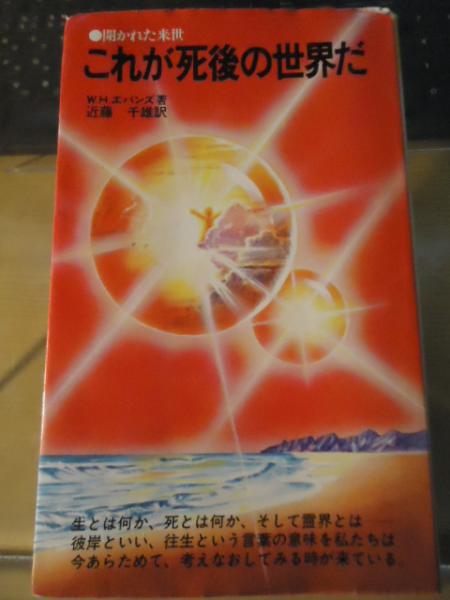 ●開かれた来世
これが死後の世界だ
W.H.エバンズ著
近藤 千雄訳
生とは何か、死とは何か、そして霊界とは
彼岸といい、往生という言葉の意味を私たちは
今あらためて、考えなおしてみる時が来ている。